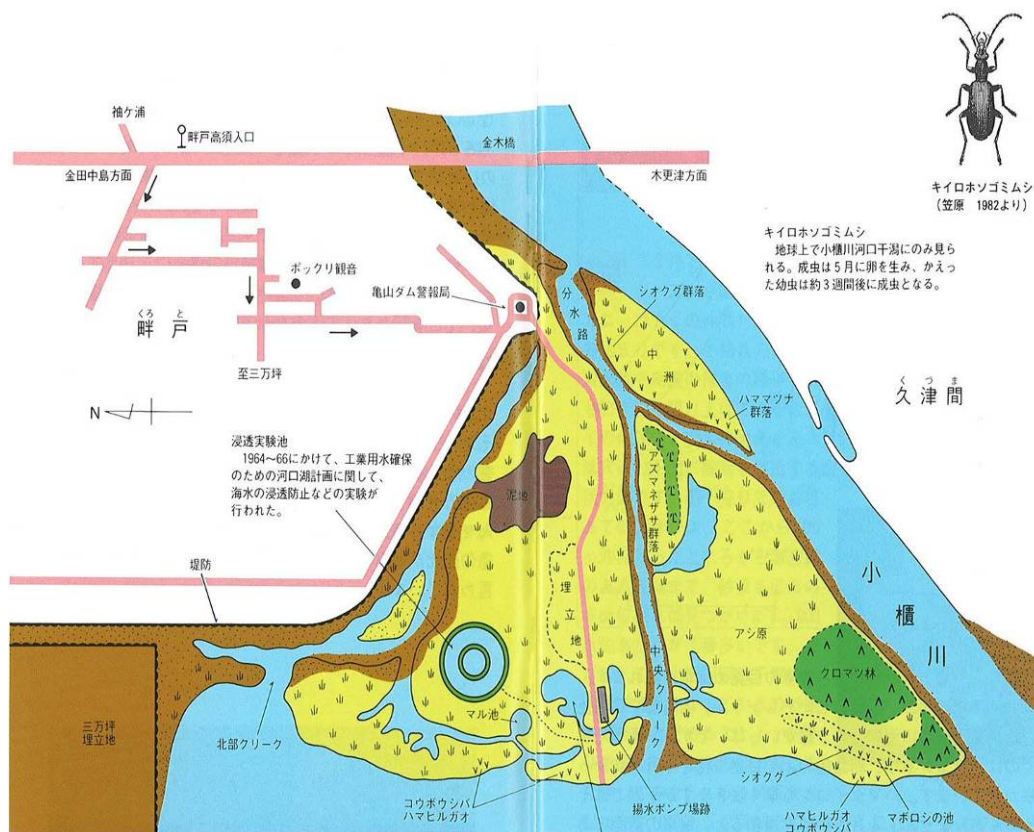 袖ケ浦
畔戸高須入口
金木橋
金田中島方面
木更津方面
キイロホソゴミムシ
（笠原　1982より）
キイロホソゴミムシ
地球上で小櫃川河口干潟にのみ見ら
れる。成虫は5月に卵を生み、かえっ
た幼虫は約3週間後に成虫となる。
ポックリ観音
亀山ダム警報局
分水路
シオクグ群落
くろと
畔戸
中洲
くつま
久津間
至三万坪
ハママツナ
群落
N
浸透実験池
1964〜66にかけて、工業用水確保
のための河口湖計画に関して、
海水の浸透防止などの実験が
行われた。
泥地
アズマネザサ群落
堤防
埋立地
小櫃川
アシ原
中央クリーク
クロマツ林
三万坪
埋立地
マル池
北部クリーク
シオクグ
コウボウシバ
ハマヒルガオ
揚水ポンプ場跡
ハマヒルガオ
コウボウシバ
マボロシの池